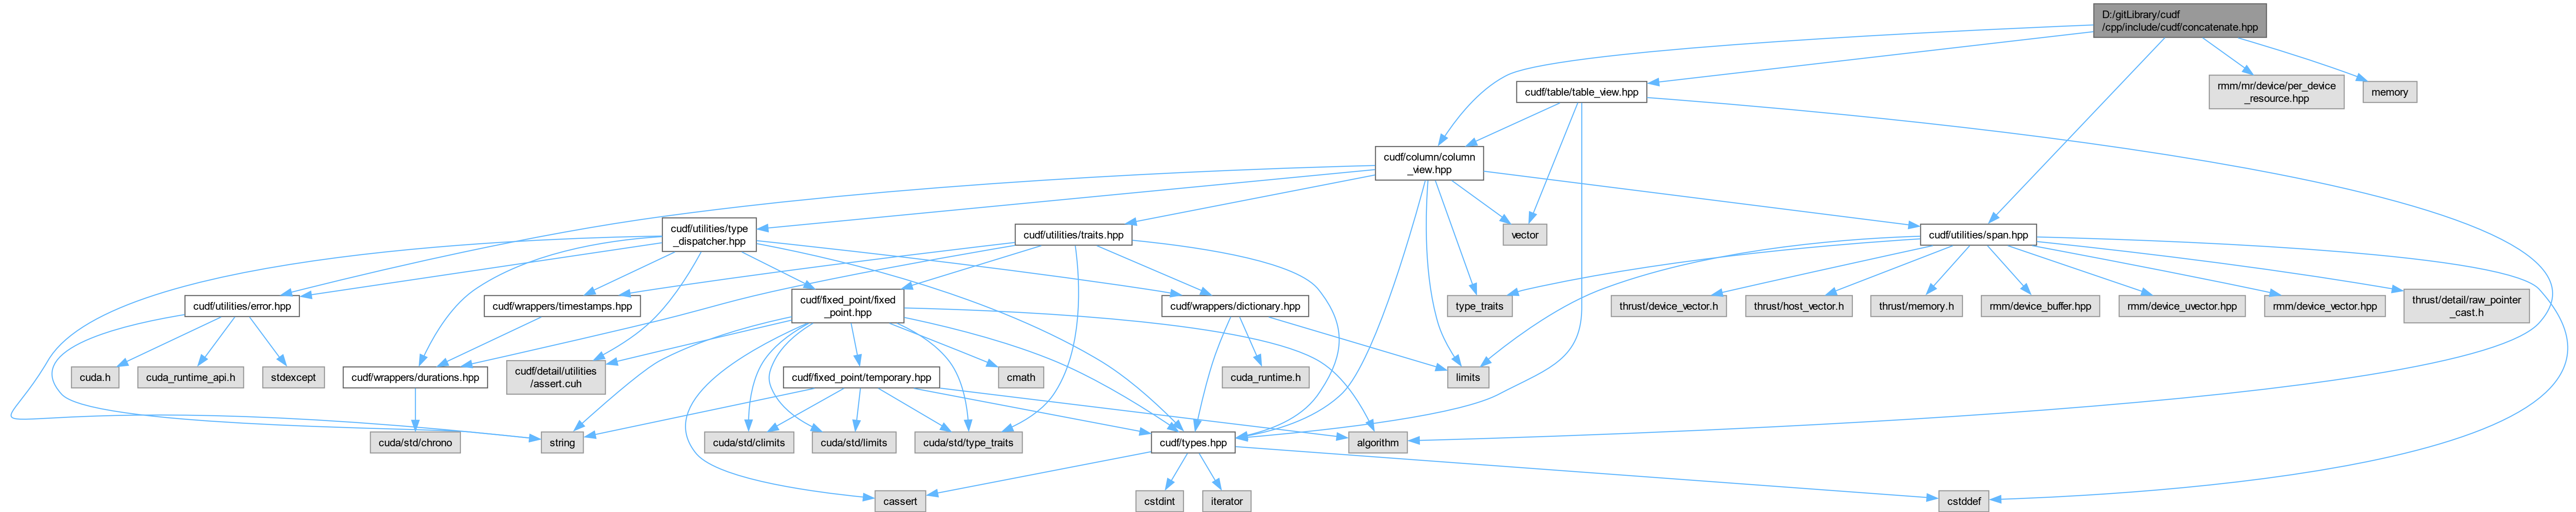 D:/gitLibrary/cudf
/cpp/include/cudf/concatenate.hpp
cudf/table/table_view.hpp
rmm/mr/device/per_device
_resource.hpp
memory
cudf/column/column
_view.hpp
cudf/utilities/type
_dispatcher.hpp
cudf/utilities/traits.hpp
vector
cudf/utilities/span.hpp
cudf/utilities/error.hpp
cudf/wrappers/timestamps.hpp
cudf/fixed_point/fixed
_point.hpp
cudf/wrappers/dictionary.hpp
type_traits
thrust/device_vector.h
thrust/host_vector.h
thrust/memory.h
rmm/device_buffer.hpp
rmm/device_uvector.hpp
rmm/device_vector.hpp
thrust/detail/raw_pointer
_cast.h
cuda.h
cuda_runtime_api.h
stdexcept
cudf/wrappers/durations.hpp
cudf/detail/utilities
/assert.cuh
cudf/fixed_point/temporary.hpp
cmath
cuda_runtime.h
limits
cuda/std/chrono
string
cuda/std/climits
cuda/std/limits
cuda/std/type_traits
cudf/types.hpp
algorithm
cassert
cstdint
iterator
cstddef